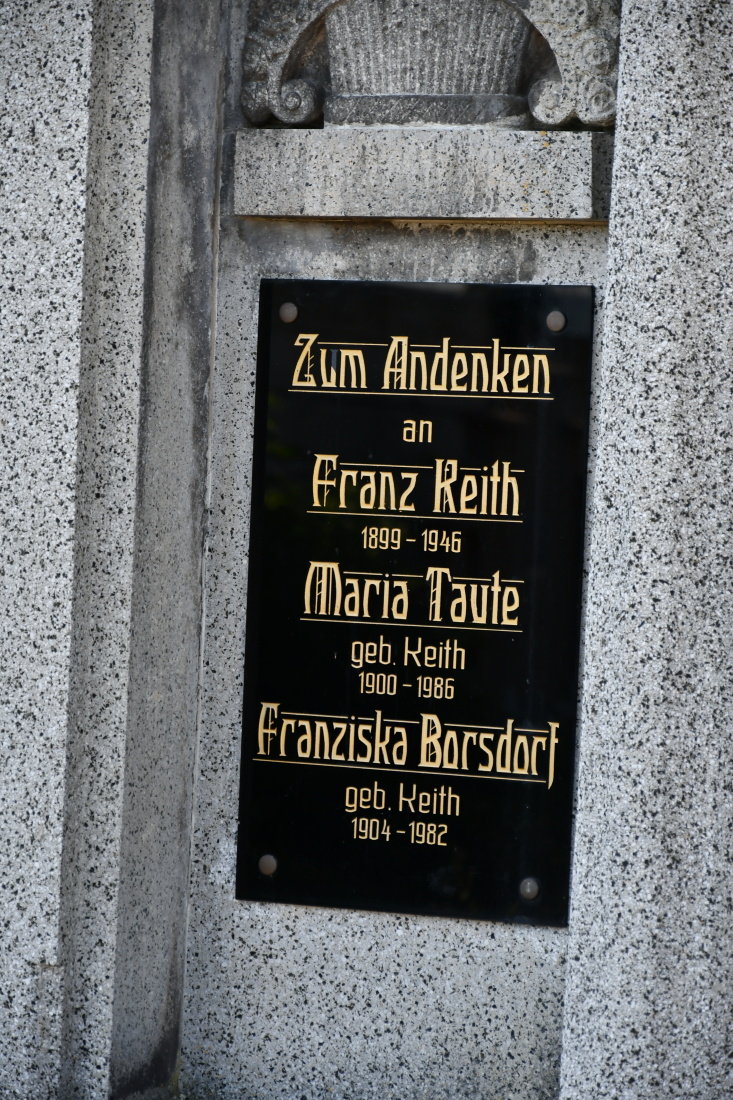 Zum Andenken
an
Franz Keith
1899 - 1946
Maria Taute
geb. Keith
1900 - 1986
Franziska Borsdorf
geb. Keith
1904 - 1982